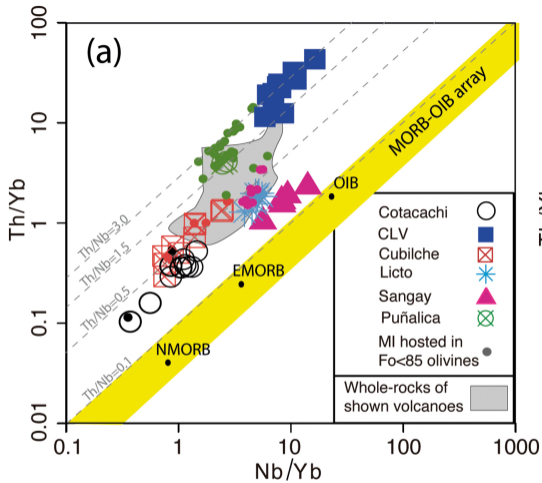 100
(a)
10
1
0.1
0.01
Th/Yb
MORB-OIB array
OIB
EMORB
NMORB
Th/Nb=3.0
Th/Nb=1.5
Th/Nb=0.5
Th/Nb=0.1
Cotacachi
CLV
Cubilche
Licto
Sangay
Puñalica
MI hosted in
Fo<85 olivines
Whole-rocks of
shown volcanoes
0.1
1
10
100
1000
Nb/Yb